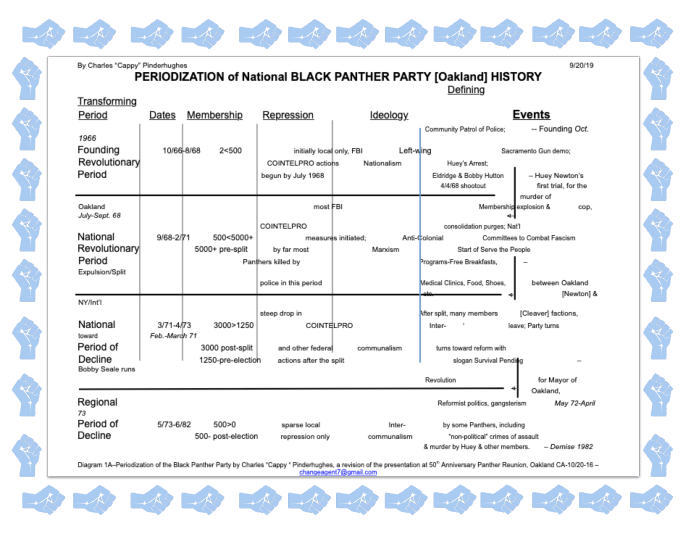 By Charles "Cappy" Pinderhughes 9/20/19
PERIODIZATION of National BLACK PANTHER PARTY [Oakland] HISTORY
Defining
Transforming
Period Dates Membership Repression Ideology Events
Community Patrol of Police; -- Founding Oct.
1966
Founding 10/66-8/68 2<500 initially local only, FBI Left-wing Sacramento Gun demo;
Revolutionary COINTELPRO actions Nationalism Huey's Arrest;
Period begun by July 1968 Eldridge & Bobby Hutton – Huey Newton's
4/4/68 shootout first trial, for the
murder of
Oakland most FBI Membership explosion & cop,
July-Sept. 68
COINTELPRO consolidation purges; Nat'l
National 9/68-2/71 500<5000+ measures initiated; Anti-Colonial Committees to Combat Fascism
Revolutionary 5000+ pre-split by far most Marxism Start of Serve the People
Period Panthers killed by Programs-Free Breakfasts, –
Expulsion/Split
police in this period Medical Clinics, Food, Shoes, between Oakland
etc. [Newton] &
NY/Int'l
steep drop in After split, many members [Cleaver] factions,
National 3/71-4/73 3000>1250 COINTELPRO Inter- ' leave; Party turns
toward Feb.-March 71
Period of 3000 post-split and other federal communalism turns toward reform with
Decline 1250-pre-election actions after the split slogan Survival Pending –
Bobby Seale runs
Revolution for Mayor of
Oakland,
Regional Reformist politics, gangsterism May 72-April
73
Period of 5/73-6/82 500>0 sparse local Inter- by some Panthers, including
Decline 500- post-election repression only communalism "non-political" crimes of assault
& murder by Huey & other members. – Demise 1982
Diagram 1A–Periodization of the Black Panther Party by Charles "Cappy " Pinderhughes, a revision of the presentation at 50th Anniversary Panther Reunion, Oakland CA-10/20-16 –
changeagent7@gmail.com